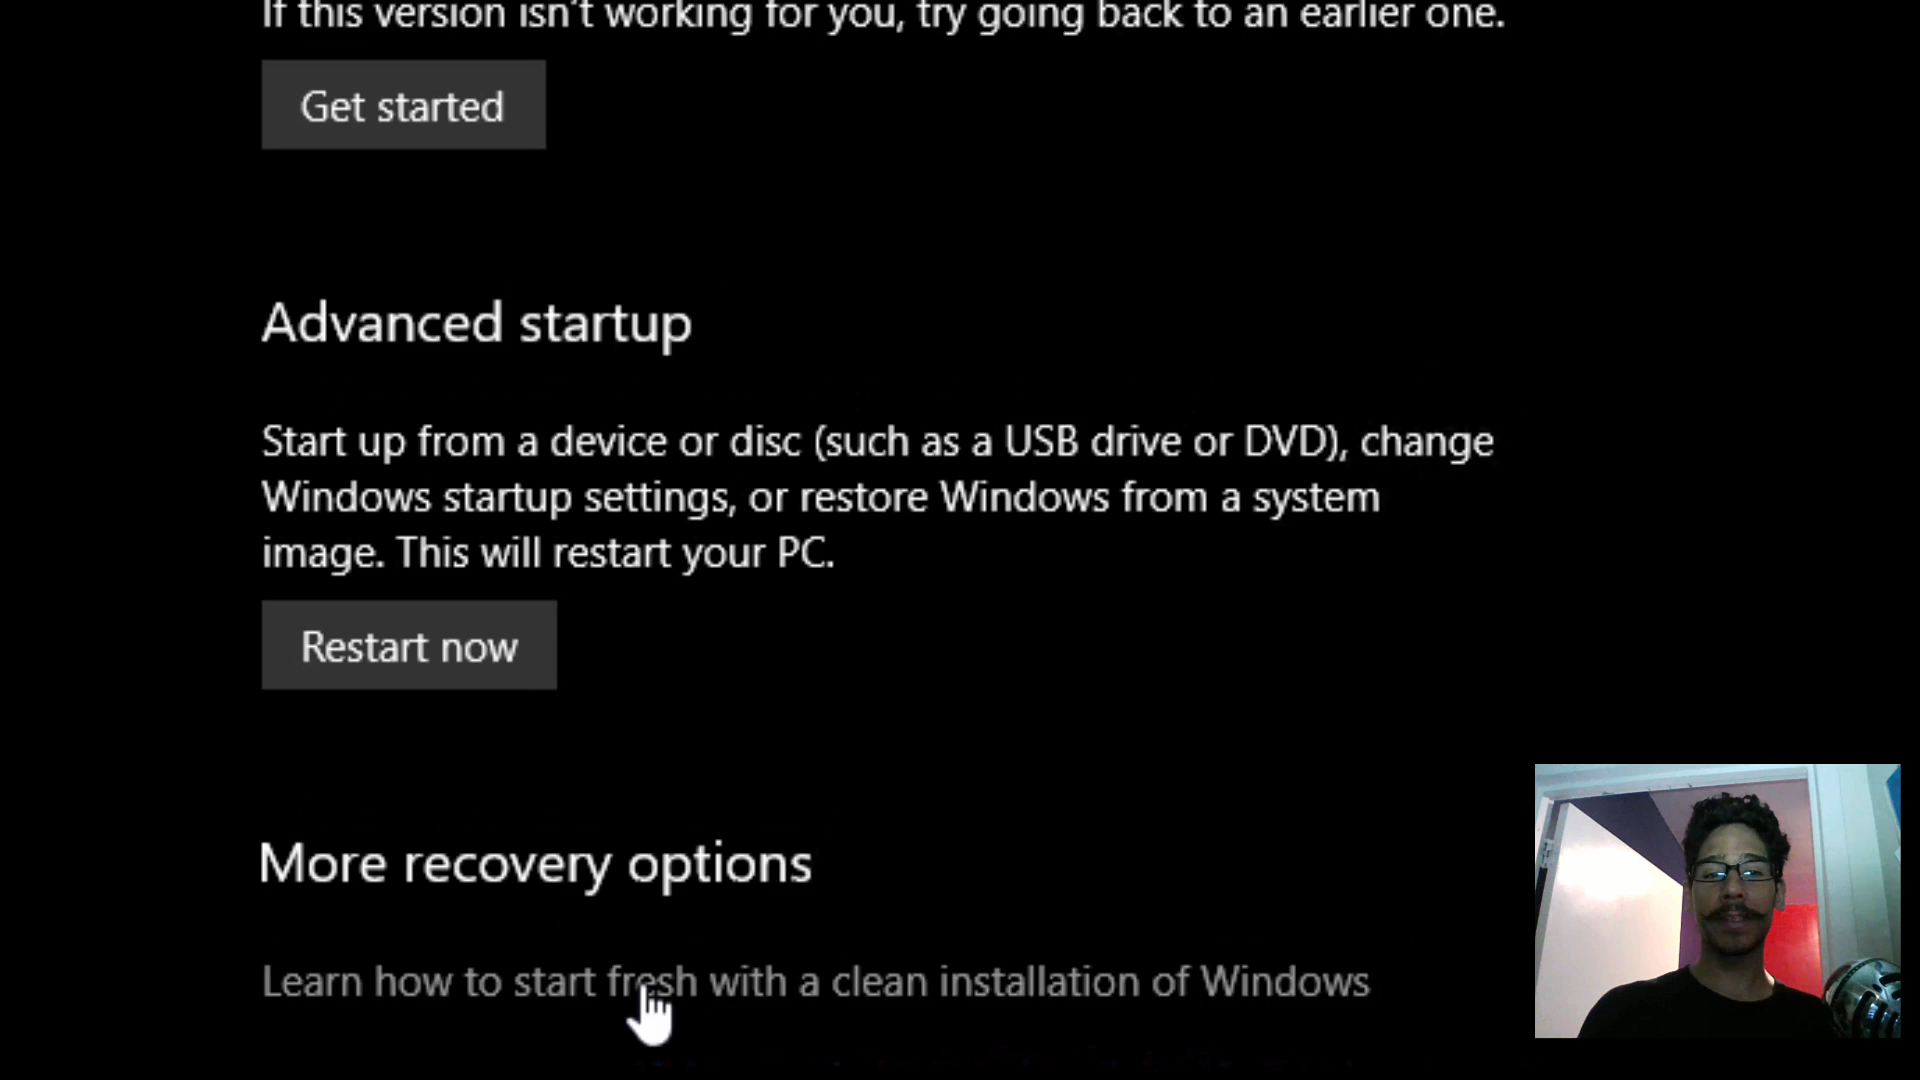 If this version isn't working for you, try going back to an earlier one.
Get started
Advanced startup
Start up from a device or disc (such as a USB drive or DVD), change
Windows startup settings, or restore Windows from a system
image. This will restart your PC.
Restart now
More recovery options
Learn how to start fresh with a clean installation of Windows